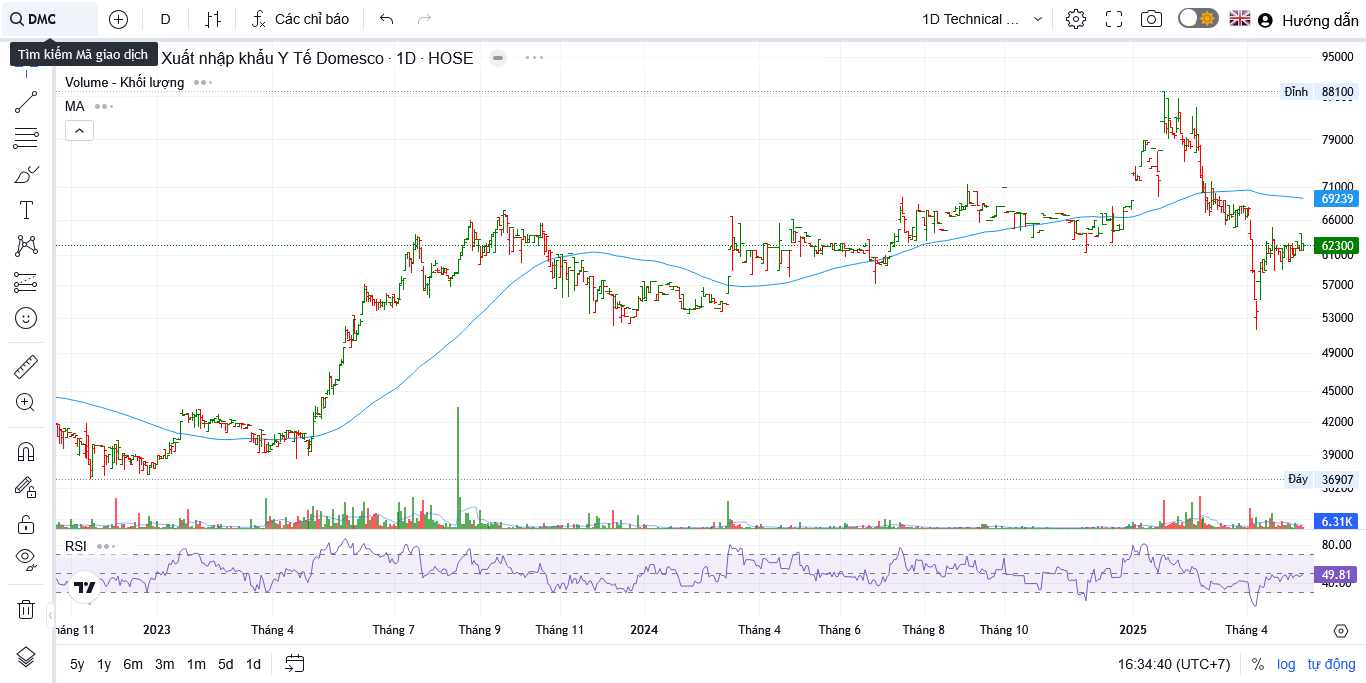 DMC
D
Các chỉ báo
1D Technical ...
Hướng dẫn
Tìm kiếm Mã giao dịch
Xuất nhập khẩu Y Tế Domesco · 1D · HOSE
Volume - Khối lượng
MA
95000
Đỉnh 88100
79000
71000
69239
66000
62300
61000
57000
53000
49000
45000
42000
39000
Đáy 36907
6.31K
RSI
80.00
49.81
40.00
háng 11 2023 Tháng 4 Tháng 7 Tháng 9 Tháng 11 2024 Tháng 4 Tháng 6 Tháng 8 Tháng 10 2025 Tháng 4
5y 1y 6m 3m 1m 5d 1d
16:34:40 (UTC+7) % log tự động